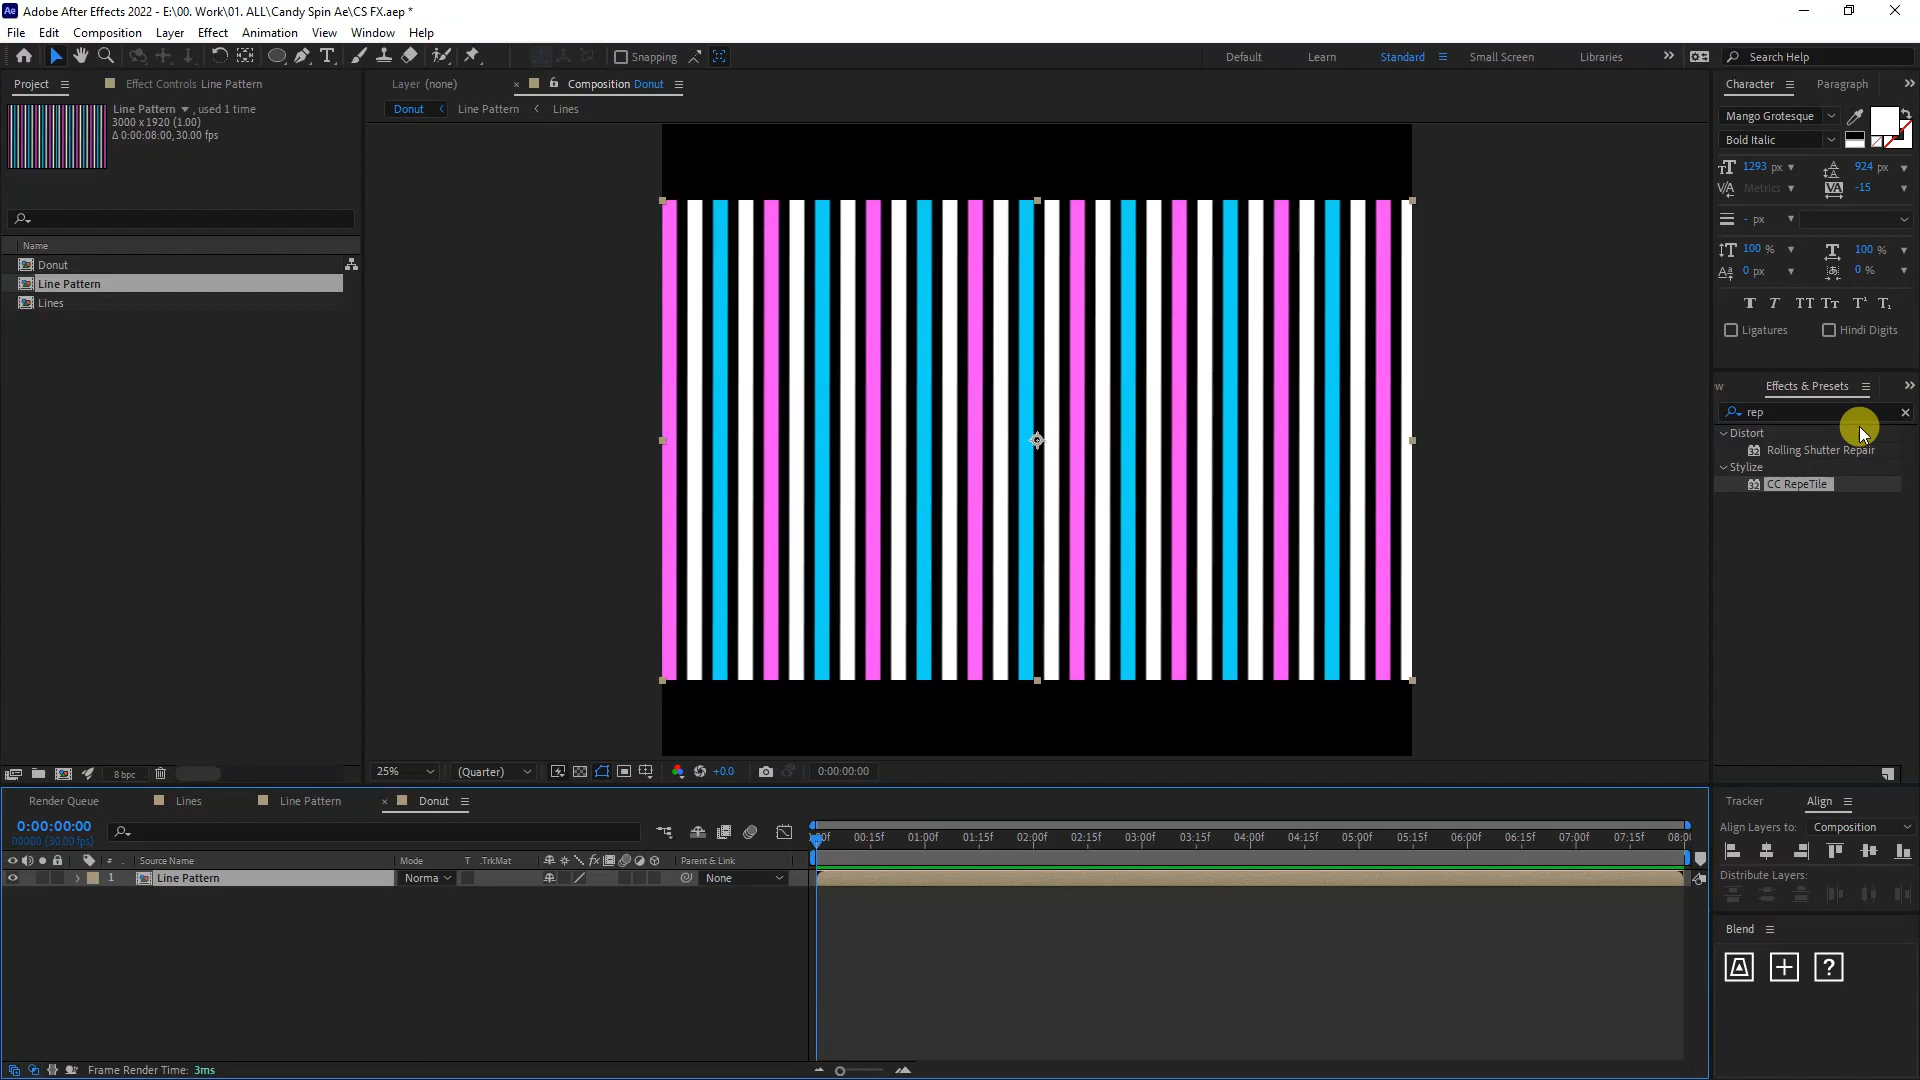 Adobe After Effects 2022 - E:\00. Work\01. ALL\Candy Spin Ae\CS FX.aep *
File Edit Composition Layer Effect Animation View Window Help
Snapping
Default Learn Standard Small Screen Libraries
Search Help
Project Effect Controls Line Pattern
Layer (none) Composition Donut
Character Paragraph
Line Pattern , used 1 time
3000 x 1920 (1.00)
Δ 0:00:08:00, 30.00 fps
Donut Line Pattern Lines
Mango Grotesque
Bold Italic
1293 px 924 px
Metrics -15
- px
100 % 100 %
0 px 0 %
Ligatures Hindi Digits
Name
Donut
Line Pattern
Lines
Effects & Presets
rep
Distort
Rolling Shutter Repair
Stylize
CC RepeTile
8 bpc
25% (Quarter) +0.0 0:00:00:00
Render Queue Lines Line Pattern Donut
Tracker Align
0:00:00:00
00000 (30.00 fps)
00:15f 01:00f 01:15f 02:00f 02:15f 03:00f 03:15f 04:00f 04:15f 05:00f 05:15f 06:00f 06:15f 07:00f 07:15f
Align Layers to: Composition
# Source Name Mode T .TrkMat Parent & Link
1 Line Pattern Norma None
Distribute Layers:
Blend
Frame Render Time: 3ms